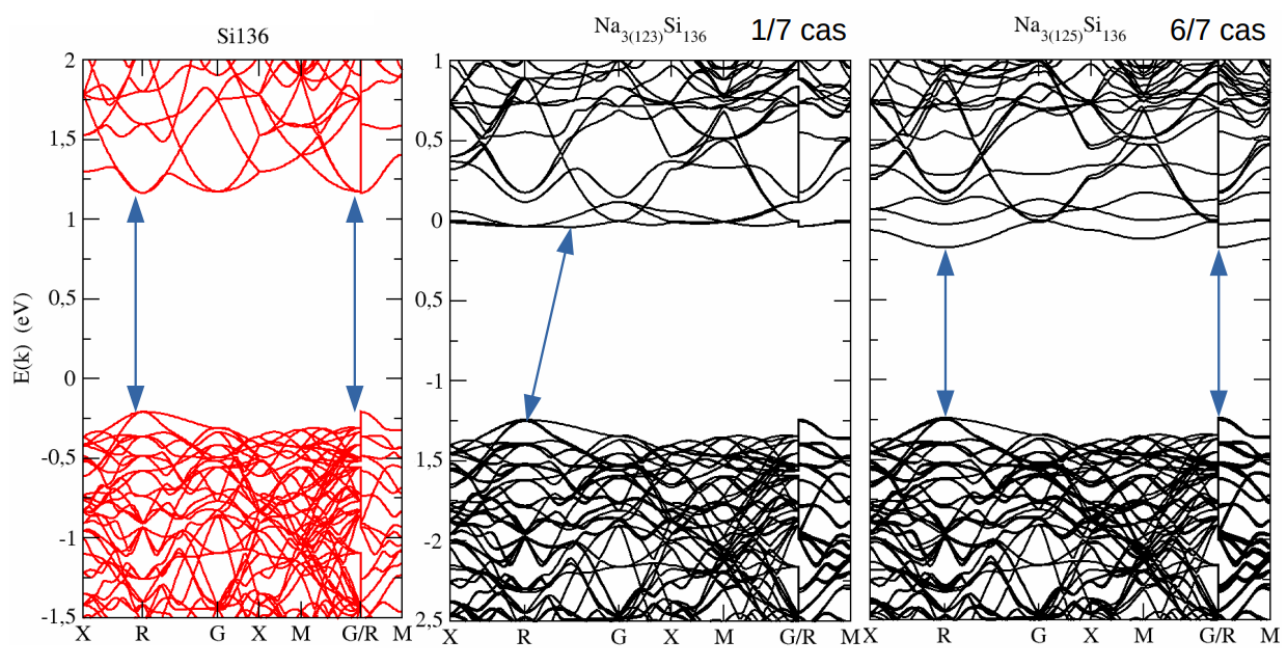 Si136
Na3(123)Si136 1/7 cas
Na3(125)Si136 6/7 cas
E(k) (eV)
2
1,5
1
0,5
0
-0,5
-1
-1,5
X R G X M G/R M
1
0,5
0
0,5
-1
1,5
-2
-2,5
X R G X M G/R M
X R G X M G/R M